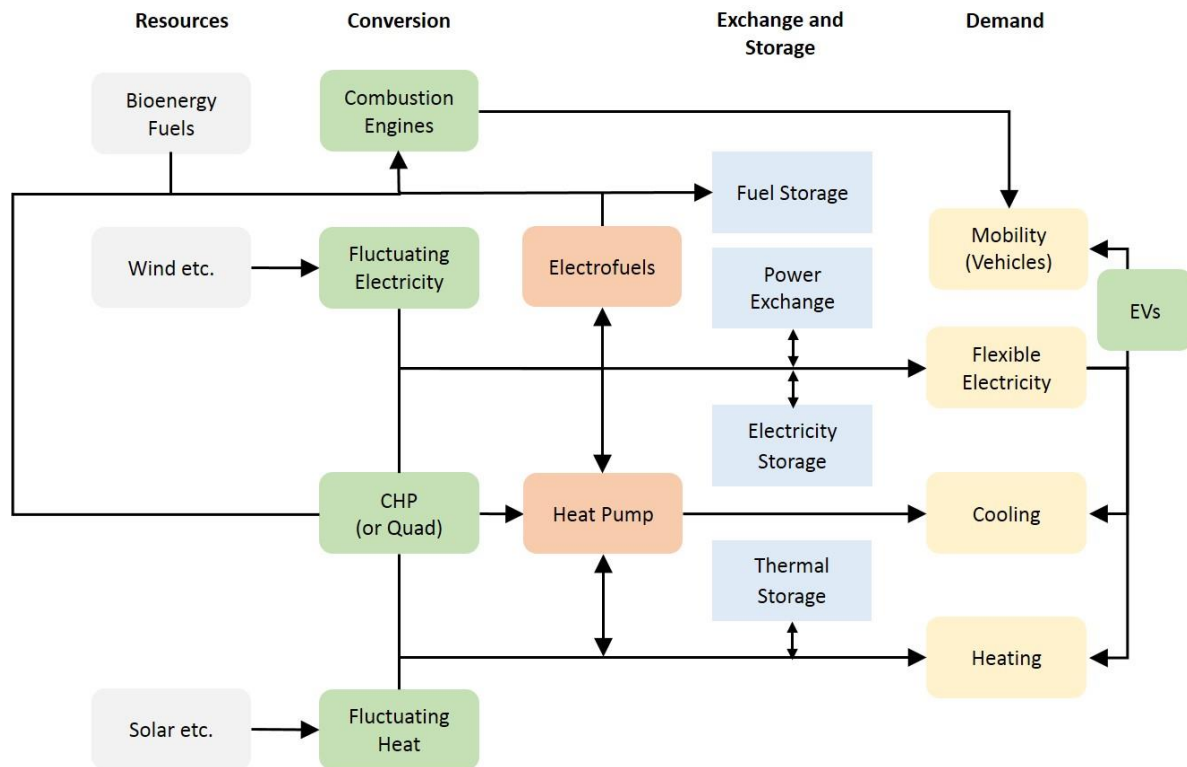 Resources
Conversion
Exchange and
Storage
Demand
Bioenergy
Fuels
Combustion
Engines
Fuel Storage
Wind etc.
Fluctuating
Electricity
Electrofuels
Power
Exchange
Mobility
(Vehicles)
EVs
Flexible
Electricity
Electricity
Storage
CHP
(or Quad)
Heat Pump
Cooling
Thermal
Storage
Heating
Solar etc.
Fluctuating
Heat